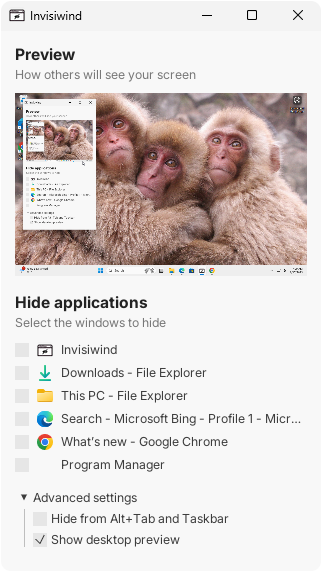 Invisiwind
Preview
How others will see your screen
Hide applications
Select the windows to hide
Invisiwind
Downloads - File Explorer
This PC - File Explorer
Search - Microsoft Bing - Profile 1 - Micr...
What's new - Google Chrome
Program Manager
Advanced settings
Hide from Alt+Tab and Taskbar
Show desktop preview